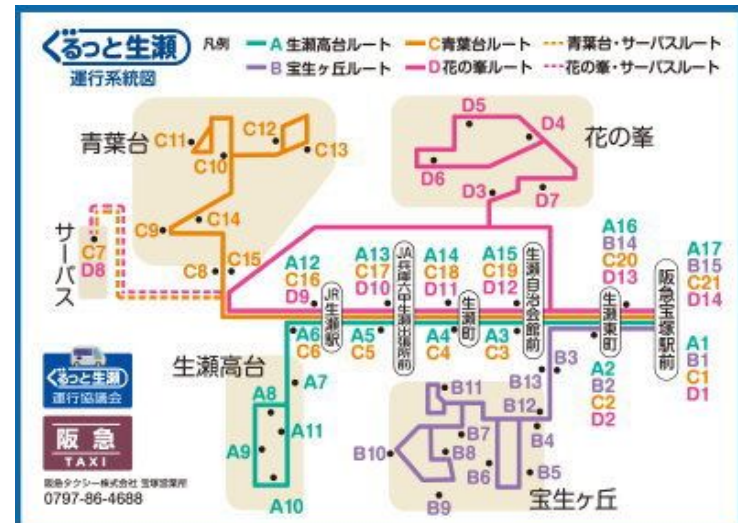 ぐるっと生瀬
運行系統図
凡例
A 生瀬高台ルート
C青葉台ルート
青葉台・サーパスルート
B 宝生ヶ丘ルート
D花の峯ルート
花の峯・サーパスルート
青葉台
C11
C12
C10
C13
C14
C9
C8
C15
花の峯
D5
D4
D6
D3
D7
サーパス
C7
D8
A12
C16
D9
JR生瀬駅
A6
C6
A13
C17
D10
JA兵庫六甲生瀬出張所前
A5
C5
A14
C18
D11
生瀬町
A4
C4
A15
C19
D12
生瀬自治会館前
A3
C3
A16
B14
C20
D13
生瀬東町
A2
B2
C2
D2
A17
B15
C21
D14
阪急宝塚駅前
A1
B1
C1
D1
生瀬高台
A7
A8
A11
A9
A10
B3
B13
B11
B12
B4
B7
B10
B8
B6
B5
B9
宝生ヶ丘
ぐるっと生瀬
運行協議会
阪急
TAXI
阪急タクシー株式会社 宝塚営業所
0797-86-4688